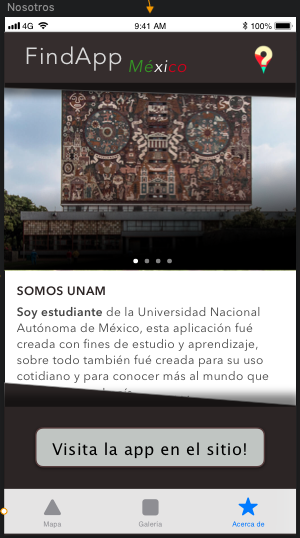 Nosotros
4G 9:41 AM 100%
FindApp
México
SOMOS UNAM
Soy estudiante de la Universidad Nacional
Autónoma de México, esta aplicación fué
creada con fines de estudio y aprendizaje,
sobre todo también fué creada para su uso
cotidiano y para conocer más al mundo que
Visita la app en el sitio!
Mapa Galería Acerca de